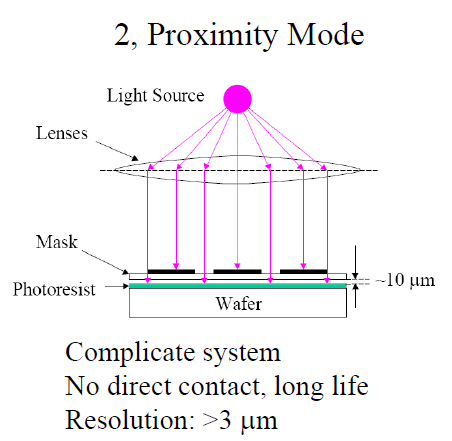 2, Proximity Mode
Light Source
Lenses
Mask
~10 μm
Photoresist
Wafer
Complicate system
No direct contact, long life
Resolution: >3 μm